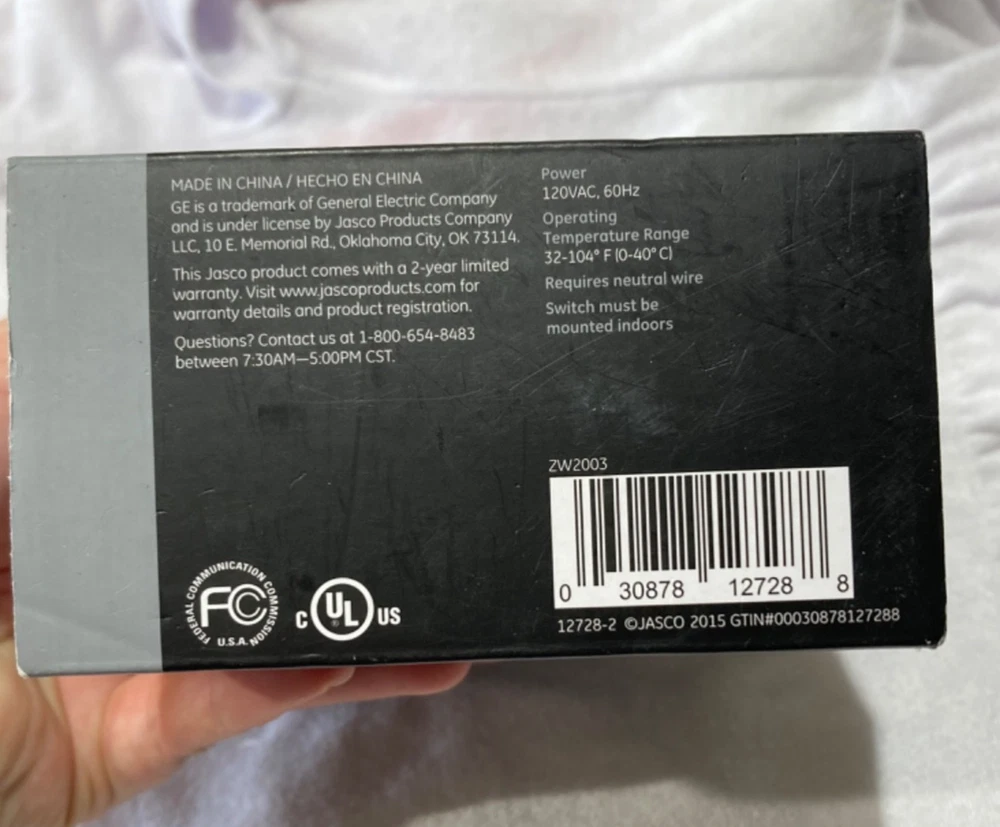 MADE IN CHINA / HECHO EN CHINA
GE is a trademark of General Electric Company
and is under license by Jasco Products Company
LLC, 10 E. Memorial Rd., Oklahoma City, OK 73114.
This Jasco product comes with a 2-year limited
warranty. Visit www.jascoproducts.com for
warranty details and product registration.
Questions? Contact us at 1-800-654-8483
between 7:30AM—5:00PM CST.
Power
120VAC, 60Hz
Operating
Temperature Range
32-104° F (0-40° C)
Requires neutral wire
Switch must be
mounted indoors
FEDERAL COMMUNICATION COMMISSION
FC
U.S.A.
C UL® US
ZW2003
0 30878 12728 8
12728-2 ©JASCO 2015 GTIN#00030878127288